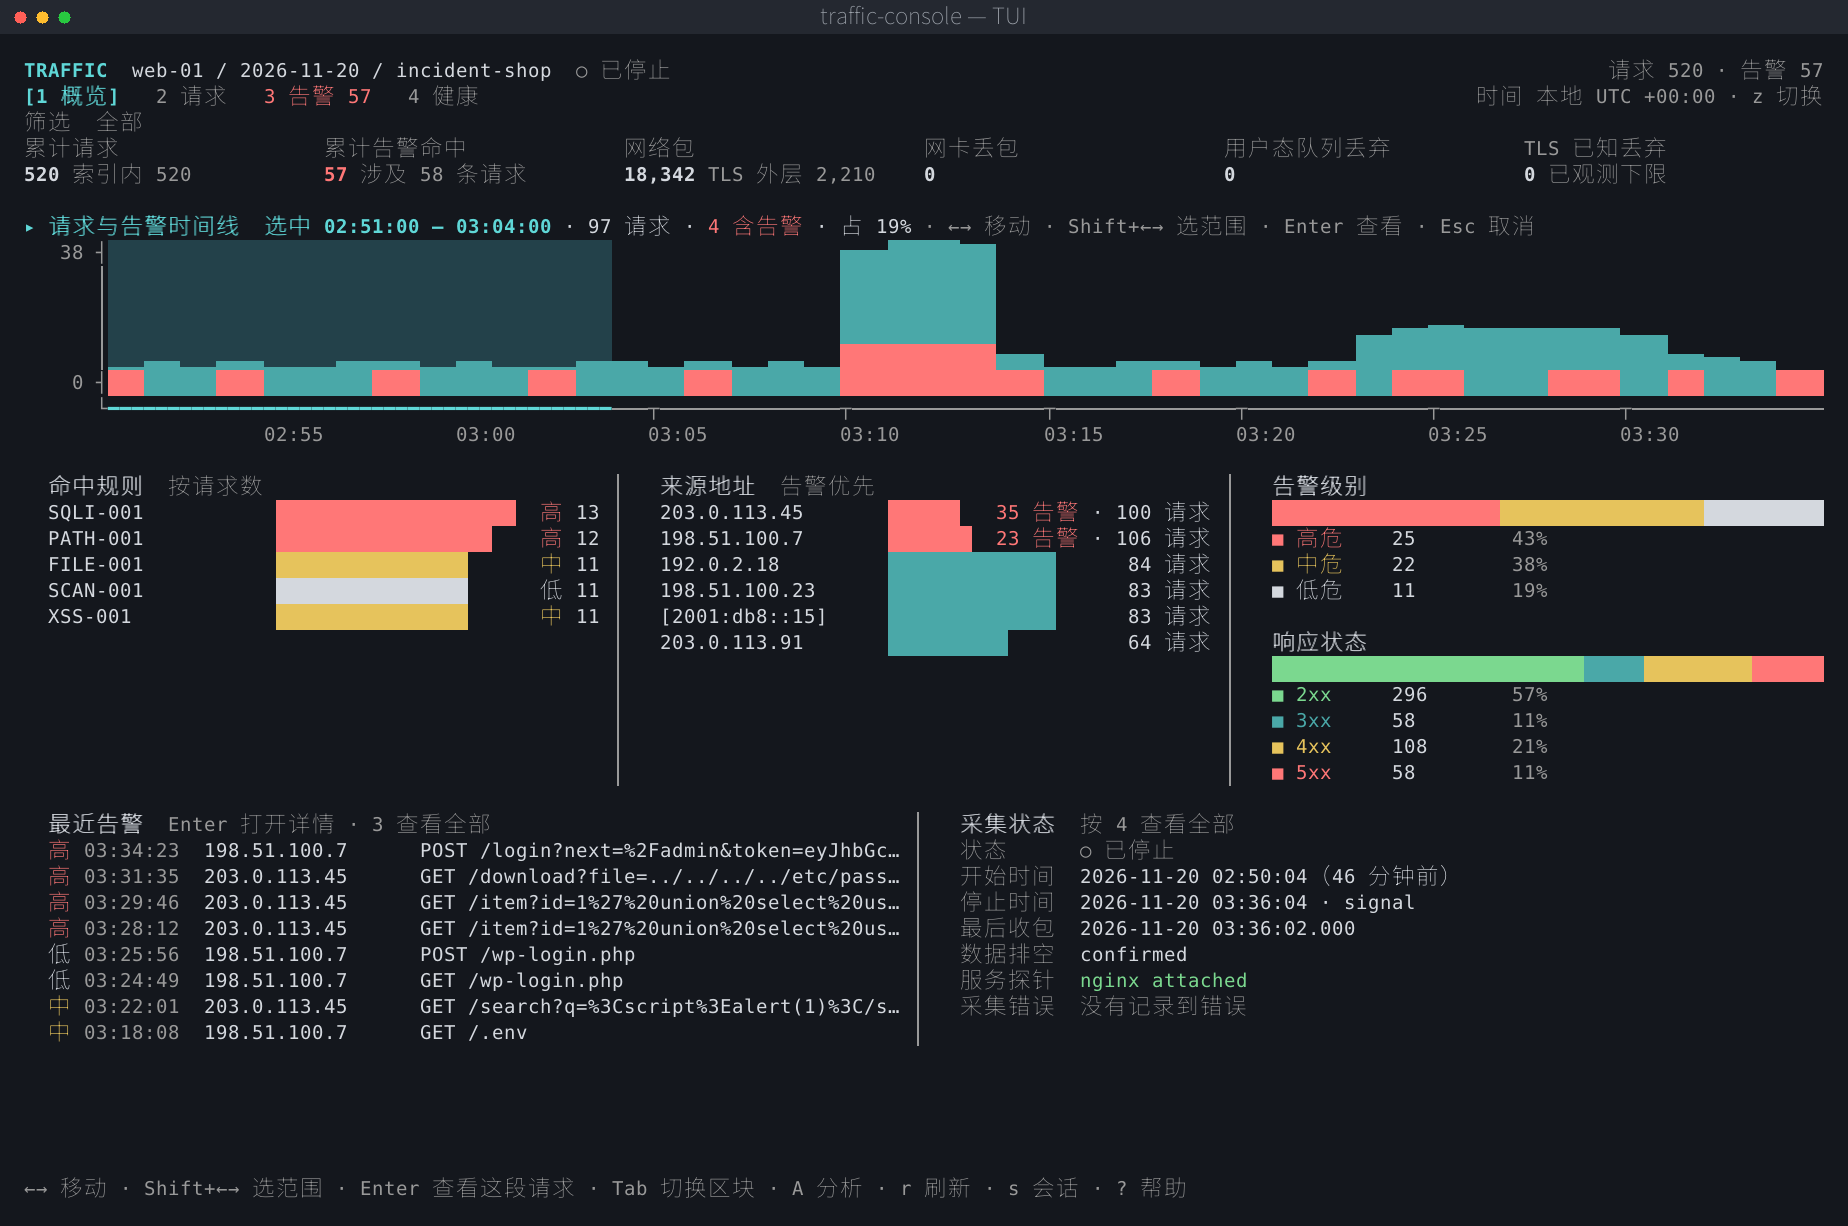 traffic-console — TUI
TRAFFIC web-01 / 2026-11-20 / incident-shop ○ 已停止 请求 520 · 告警 57
[1 概览] 2 请求 3 告警 57 4 健康 时间 本地 UTC +00:00 · z 切换
筛选 全部
累计请求 累计告警命中 网络包 网卡丢包 用户态队列丢弃 TLS 已知丢弃
520 索引内 520 57 涉及 58 条请求 18,342 TLS 外层 2,210 0 0 0 已观测下限
▸ 请求与告警时间线 选中 02:51:00 — 03:04:00 · 97 请求 · 4 含告警 · 占 19% · ←→ 移动 · Shift+←→ 选范围 · Enter 查看 · Esc 取消
38
0
02:55 03:00 03:05 03:10 03:15 03:20 03:25 03:30
命中规则 按请求数
SQLI-001 高 13
PATH-001 高 12
FILE-001 中 11
SCAN-001 低 11
XSS-001 中 11
来源地址 告警优先
203.0.113.45 35 告警 · 100 请求
198.51.100.7 23 告警 · 106 请求
192.0.2.18 84 请求
198.51.100.23 83 请求
[2001:db8::15] 83 请求
203.0.113.91 64 请求
告警级别
■ 高危 25 43%
■ 中危 22 38%
■ 低危 11 19%
响应状态
■ 2xx 296 57%
■ 3xx 58 11%
■ 4xx 108 21%
■ 5xx 58 11%
最近告警 Enter 打开详情 · 3 查看全部
高 03:34:23 198.51.100.7 POST /login?next=%2Fadmin&token=eyJhbGc…
高 03:31:35 203.0.113.45 GET /download?file=../../../../etc/pass…
高 03:29:46 203.0.113.45 GET /item?id=1%27%20union%20select%20us…
高 03:28:12 203.0.113.45 GET /item?id=1%27%20union%20select%20us…
低 03:25:56 198.51.100.7 POST /wp-login.php
低 03:24:49 198.51.100.7 GET /wp-login.php
中 03:22:01 203.0.113.45 GET /search?q=%3Cscript%3Ealert(1)%3C/s…
中 03:18:08 198.51.100.7 GET /.env
采集状态 按 4 查看全部
状态 ○ 已停止
开始时间 2026-11-20 02:50:04（46 分钟前）
停止时间 2026-11-20 03:36:04 · signal
最后收包 2026-11-20 03:36:02.000
数据排空 confirmed
服务探针 nginx attached
采集错误 没有记录到错误
←→ 移动 · Shift+←→ 选范围 · Enter 查看这段请求 · Tab 切换区块 · A 分析 · r 刷新 · s 会话 · ? 帮助